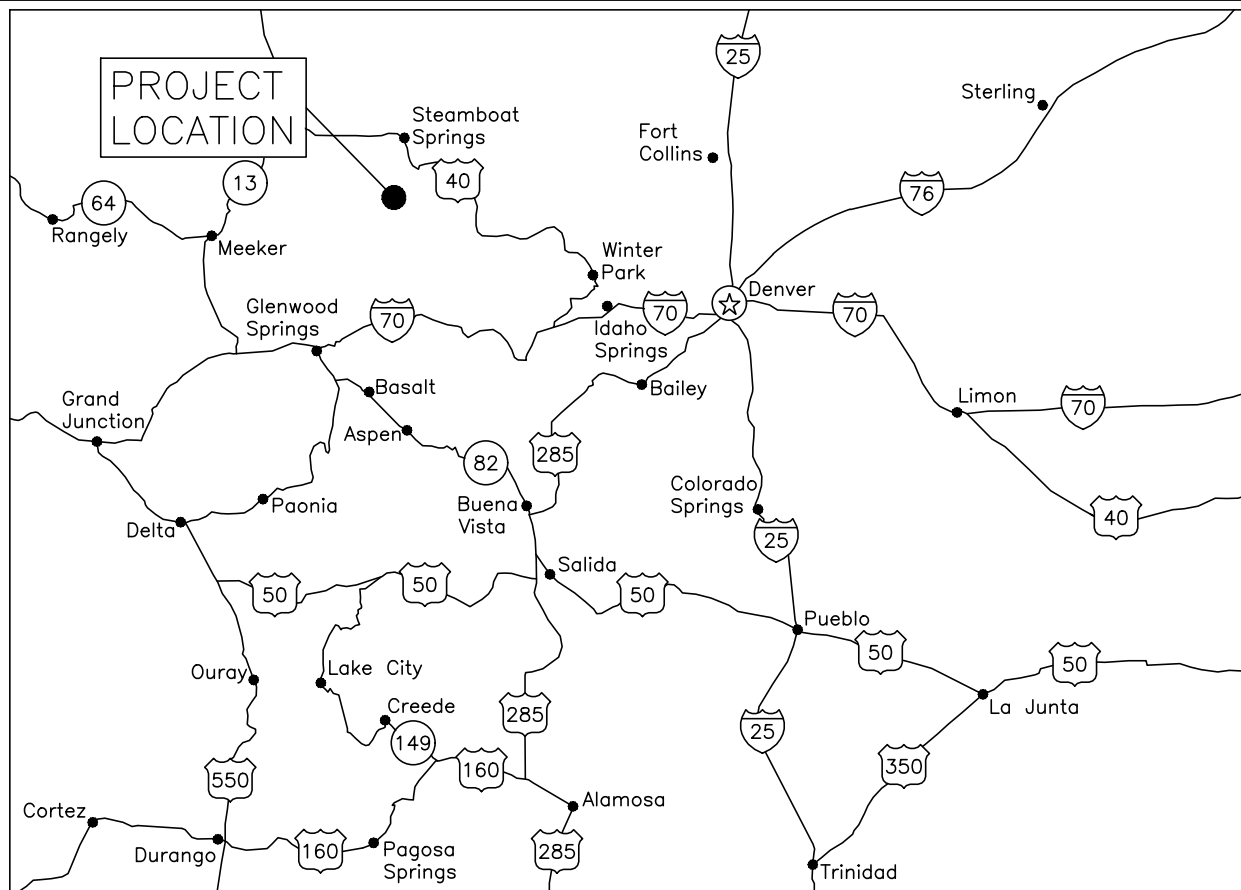 25
PROJECT
LOCATION
Sterling
Steamboat
Springs
Fort
Collins
13
40
76
64
Rangely
Meeker
Winter
Park
Denver
Glenwood
Springs
70
Idaho
Springs
70
70
Basalt
Bailey
Grand
Junction
Limon
70
Aspen
285
82
Colorado
Springs
Buena
Vista
Paonia
Delta
40
25
Salida
50
50
50
Pueblo
50
50
Ouray
Lake City
La Junta
Creede
285
25
149
160
350
550
Alamosa
Cortez
Durango
160
Pagosa
Springs
285
Trinidad